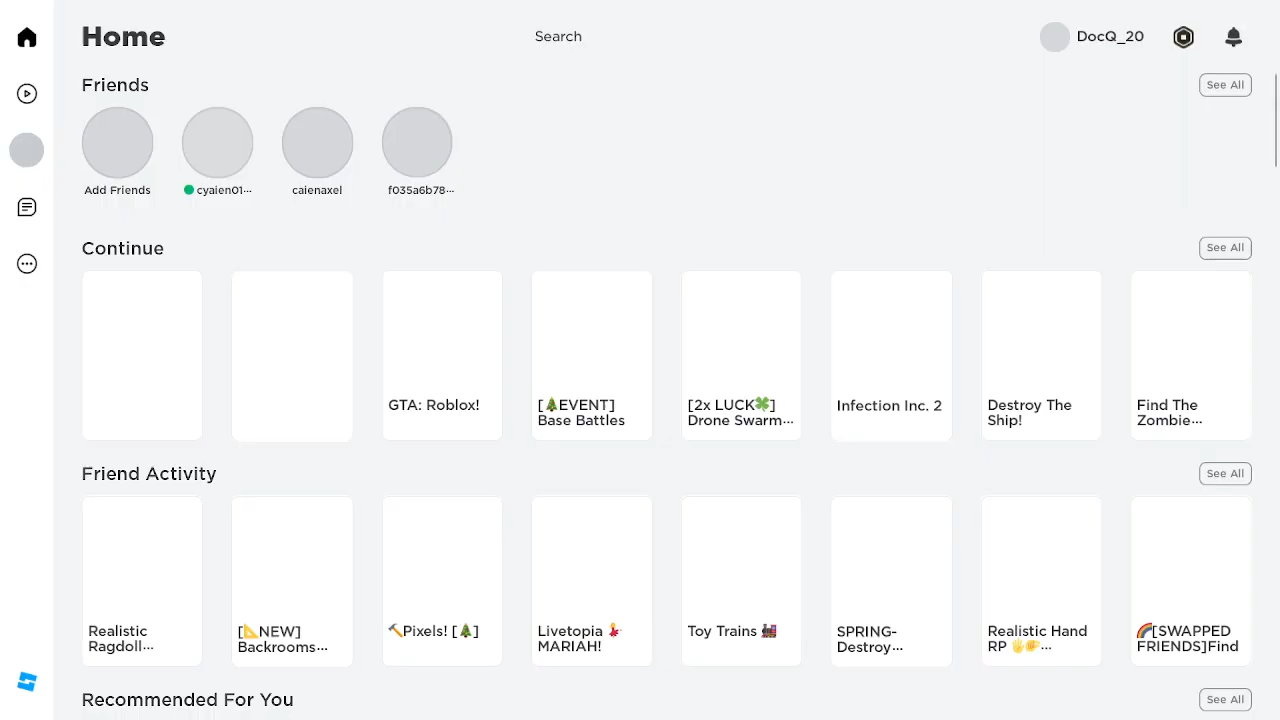 Home
Search
DocQ_20
Friends
See All
Add Friends
cyaien01···
caienaxel
f035a6b78···
Continue
See All
GTA: Roblox!
[🎄EVENT]
Base Battles
[2x LUCK🍀]
Drone Swarm···
Infection Inc. 2
Destroy The
Ship!
Find The
Zombie···
Friend Activity
See All
Realistic
Ragdoll···
[📐NEW]
Backrooms···
🔨Pixels! [🎄]
Livetopia 💃
MARIAH!
Toy Trains 🚂
SPRING-
Destroy···
Realistic Hand
RP 🖐🤛···
🌈[SWAPPED
FRIENDS]Find
Recommended For You
See All